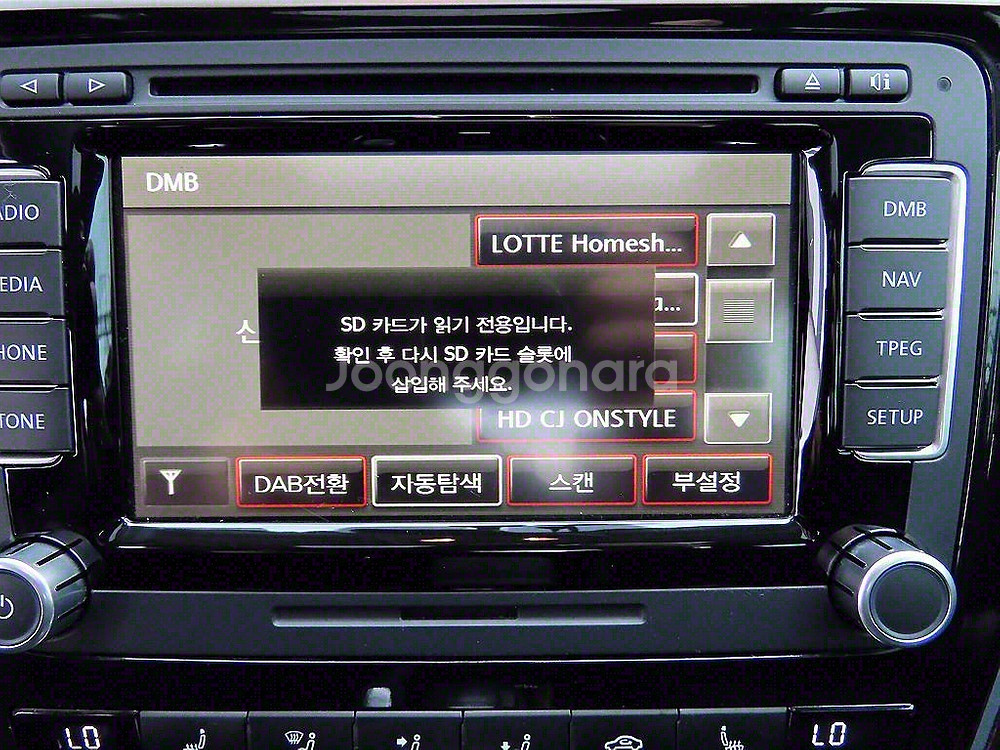 DMB
LOTTE Homesh...
SD 카드가 읽기 전용입니다.
확인 후 다시 SD 카드 슬롯에
삽입해 주세요.
Joonggonara
HD CJ ONSTYLE
DAB전환
자동탐색
스캔
부설정
ADIO
EDIA
HONE
TONE
DMB
NAV
TPEG
SETUP
LO
LO